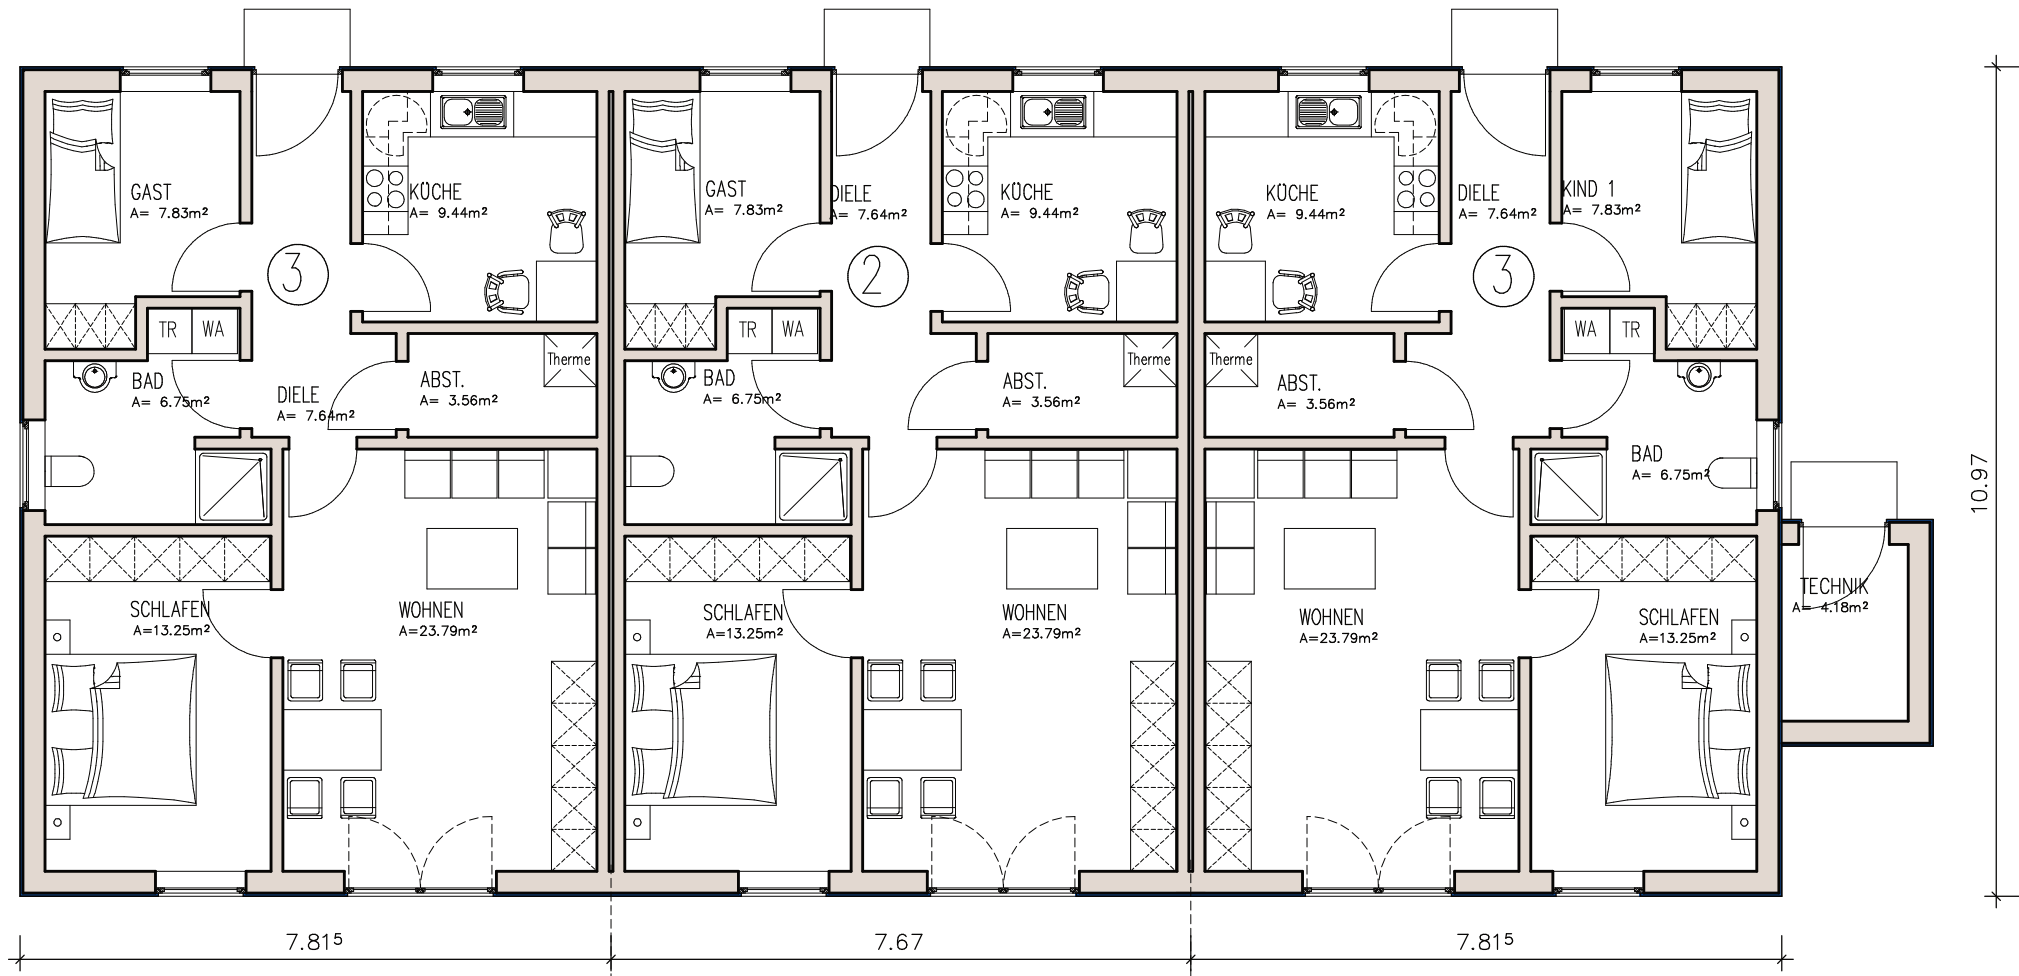 GAST
A= 7.83m²
KÜCHE
A= 9.44m²
3
TR
WA
Therme
BAD
A= 6.75m²
DIELE
A= 7.64m²
ABST.
A= 3.56m²
SCHLAFEN
A=13.25m²
WOHNEN
A=23.79m²
GAST
A= 7.83m²
DIELE
A= 7.64m²
KÜCHE
A= 9.44m²
2
TR
WA
Therme
BAD
A= 6.75m²
ABST.
A= 3.56m²
SCHLAFEN
A=13.25m²
WOHNEN
A=23.79m²
KÜCHE
A= 9.44m²
DIELE
A= 7.64m²
KIND 1
A= 7.83m²
3
Therme
WA
TR
ABST.
A= 3.56m²
BAD
A= 6.75m²
WOHNEN
A=23.79m²
SCHLAFEN
A=13.25m²
TECHNIK
A= 4.18m²
10.97
7.81⁵
7.67
7.81⁵